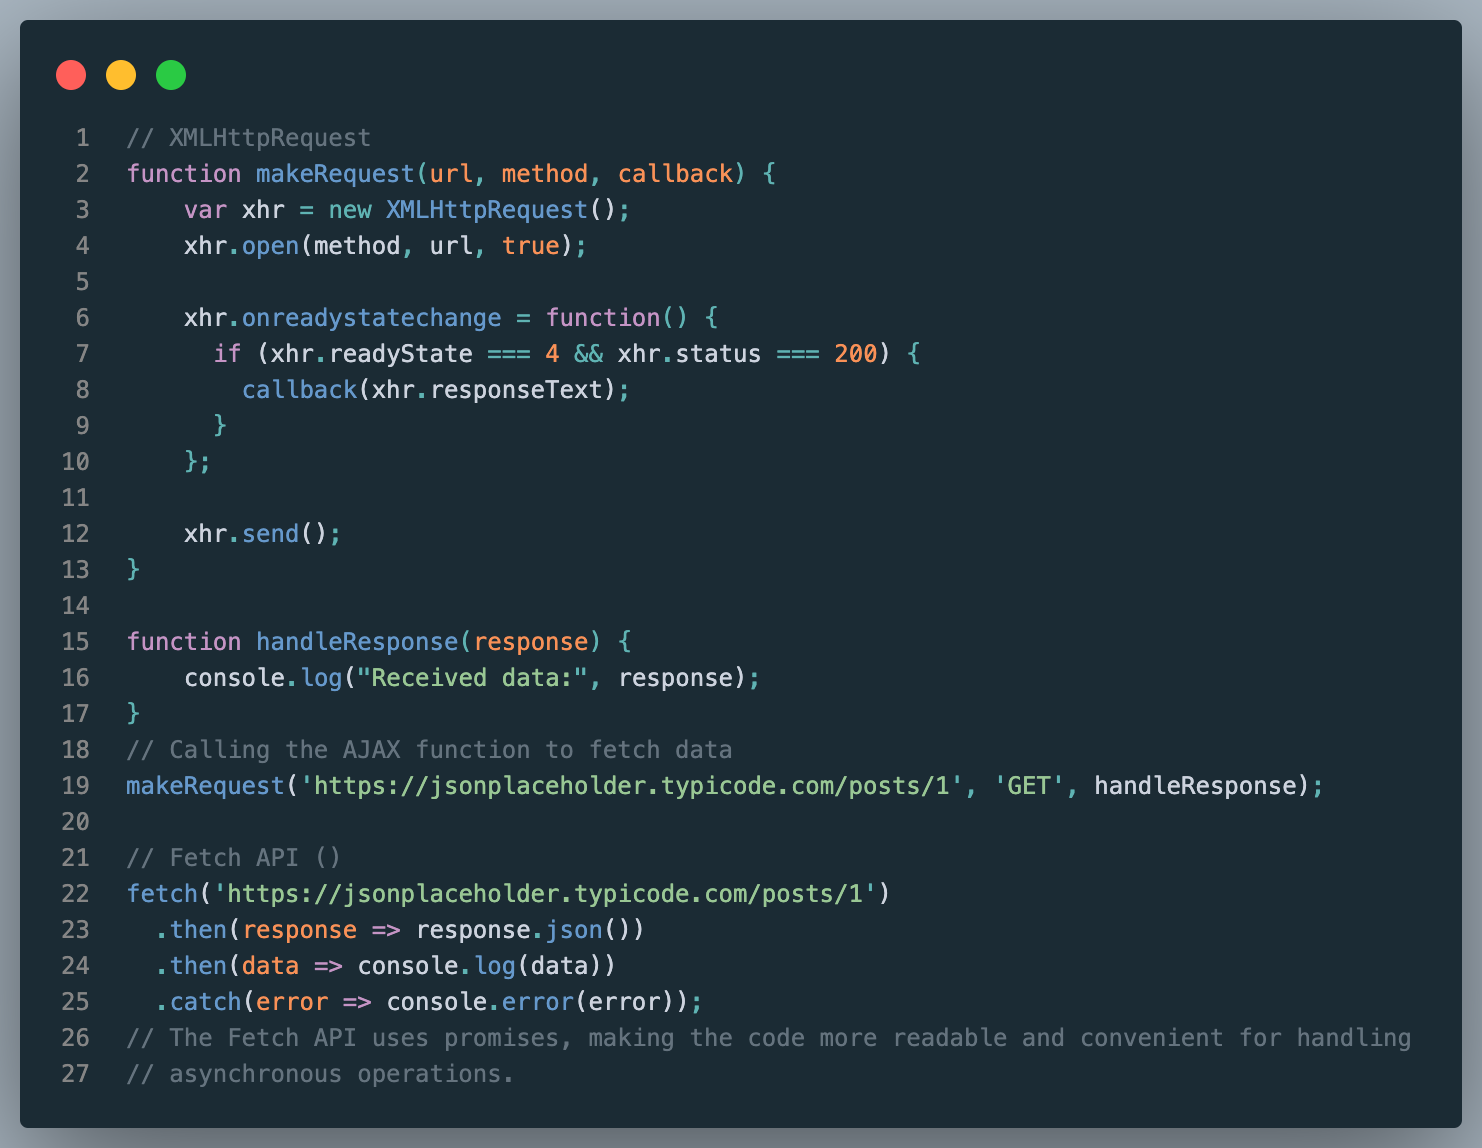 1 // XMLHttpRequest
2 function makeRequest(url, method, callback) {
3     var xhr = new XMLHttpRequest();
4     xhr.open(method, url, true);
5
6     xhr.onreadystatechange = function() {
7       if (xhr.readyState === 4 && xhr.status === 200) {
8         callback(xhr.responseText);
9       }
10     };
11
12     xhr.send();
13 }
14
15 function handleResponse(response) {
16     console.log("Received data:", response);
17 }
18 // Calling the AJAX function to fetch data
19 makeRequest('https://jsonplaceholder.typicode.com/posts/1', 'GET', handleResponse);
20
21 // Fetch API ()
22 fetch('https://jsonplaceholder.typicode.com/posts/1')
23   .then(response => response.json())
24   .then(data => console.log(data))
25   .catch(error => console.error(error));
26 // The Fetch API uses promises, making the code more readable and convenient for handling
27 // asynchronous operations.